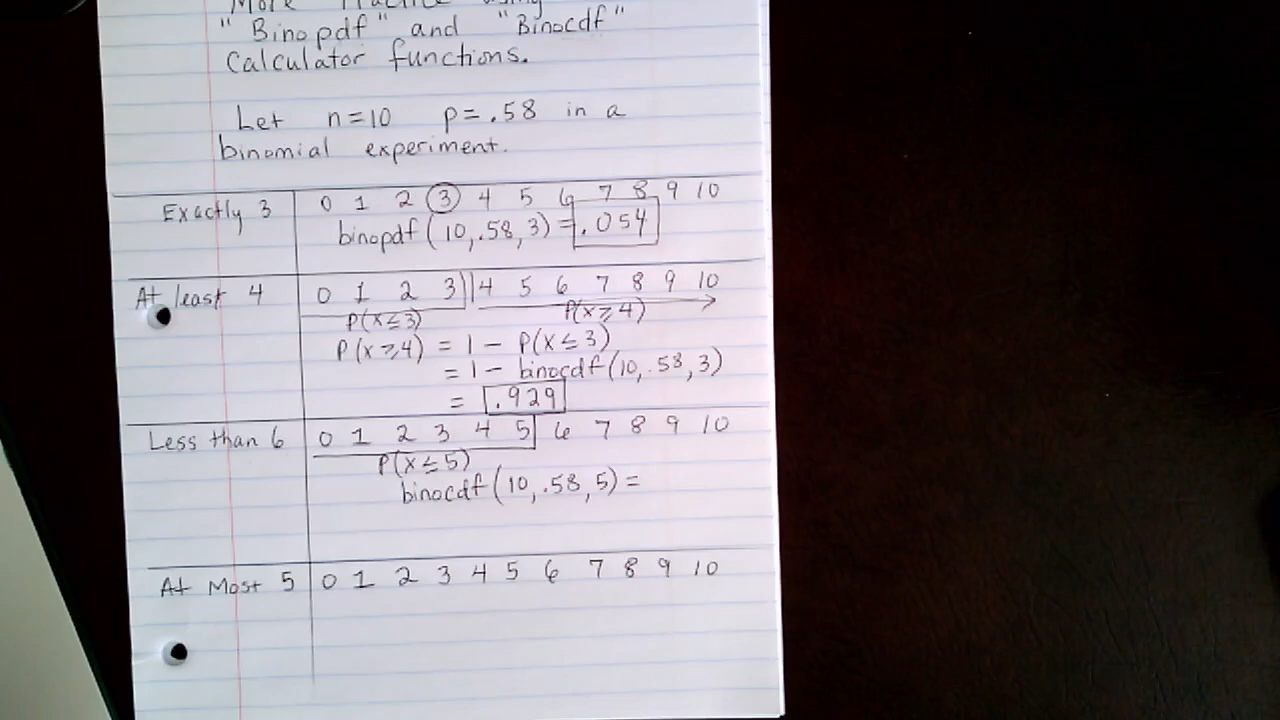 More Practice using
"Binopdf" and "Binocdf"
Calculator functions.
Let n=10 p=.58 in a
binomial experiment.
Exactly 3 0 1 2 3 4 5 6 7 8 9 10
binopdf(10,.58,3) = .054
At least 4 0 1 2 3 4 5 6 7 8 9 10
P(x≤3) P(x≥4)
P(x≥4) = 1 - P(x≤3)
= 1 - binocdf(10,.58,3)
= .929
Less than 6 0 1 2 3 4 5 6 7 8 9 10
P(x≤5)
binocdf(10,.58,5) =
At Most 5 0 1 2 3 4 5 6 7 8 9 10